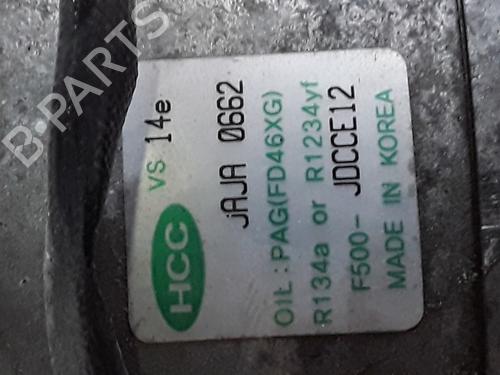 HCC VS 14e
jAJA 0662
OIL:PAG(FD46XG)
R134a or R1234yf
F500- JDCCE12
MADE IN KOREA
B-PARTS